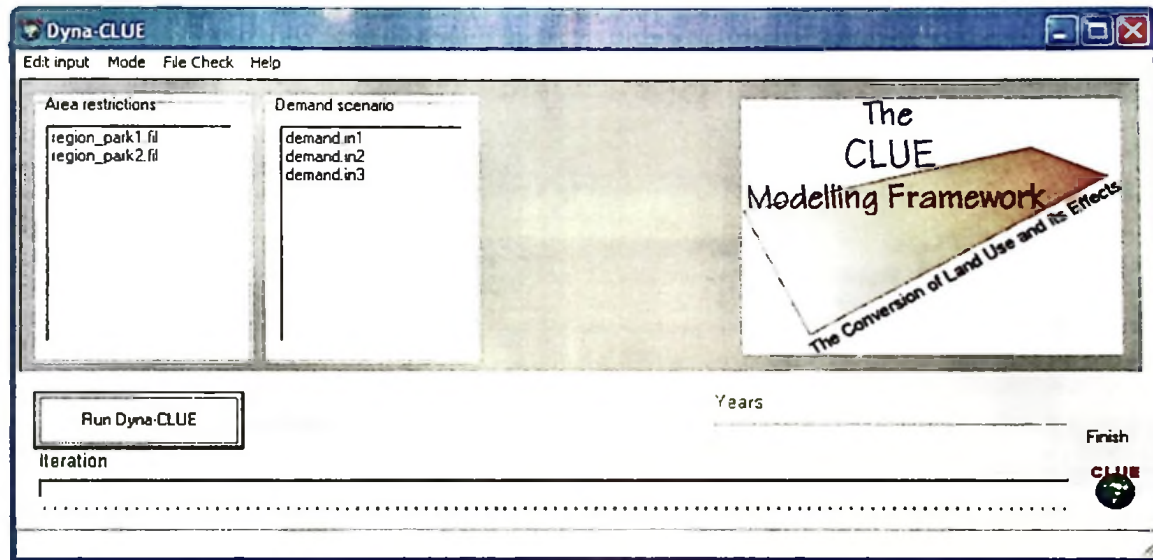 Dyna-CLUE
Edit input Mode File Check Help
Area restrictions
region_park1.fil
region_park2.fil
Demand scenario
demand.in1
demand.in2
demand.in3
The
CLUE
Modelling Framework
The Conversion of Land Use and its Effects
Run Dyna-CLUE
Years
Finish
Iteration
CLUE